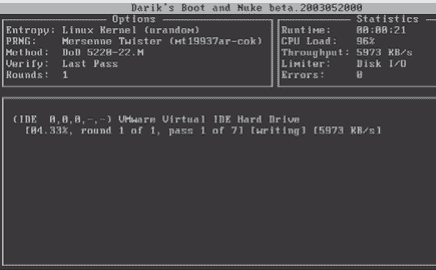 Darik's Boot and Nuke beta.2003052000
Options
Entropy: Linux Kernel (urandom)
PRNG: Mersenne Twister (mt19937ar-cok)
Method: DoD 5220-22.M
Verify: Last Pass
Rounds: 1
Statistics
Runtime: 00:00:21
CPU Load: 96%
Throughput: 5973 KB/s
Limiter: Disk I/O
Errors: 0
(IDE 0,0,0,-,-) VMware Virtual IDE Hard Drive
[04.33%, round 1 of 1, pass 1 of 7] [writing] [5973 KB/s]